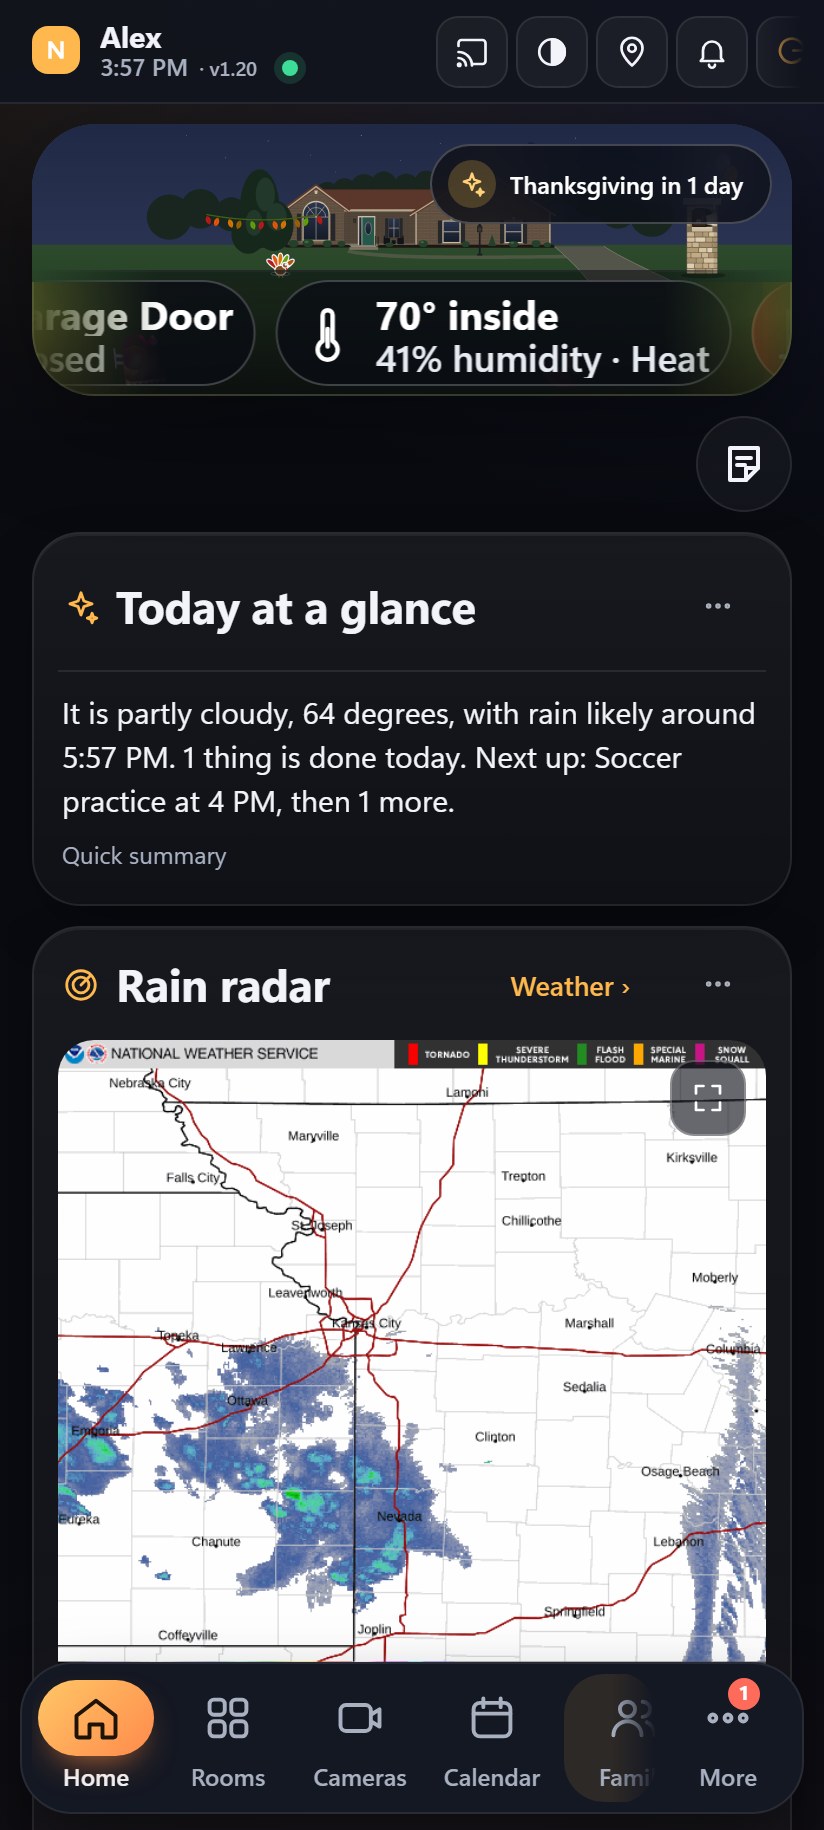 N
Alex
3:57 PM · v1.20
Thanksgiving in 1 day
rage Door
osed
70° inside
41% humidity · Heat
Today at a glance
It is partly cloudy, 64 degrees, with rain likely around
5:57 PM. 1 thing is done today. Next up: Soccer
practice at 4 PM, then 1 more.
Quick summary
Rain radar
Weather ›
NATIONAL WEATHER SERVICE
TORNADO
SEVERE
THUNDERSTORM
FLASH
FLOOD
SPECIAL
MARINE
SNOW
SQUALL
Nebraska City
Lamoni
Maryville
Kirksville
Falls City
Trenton
St. Joseph
Chillicothe
Moberly
Leavenworth
Kansas City
Marshall
Topeka
Lawrence
Columbia
Sedalia
Ottawa
Emporia
Clinton
Osage Beach
Eureka
Nevada
Chanute
Lebanon
Springfield
Coffeyville
Joplin
1
Home
Rooms
Cameras
Calendar
Fami
More